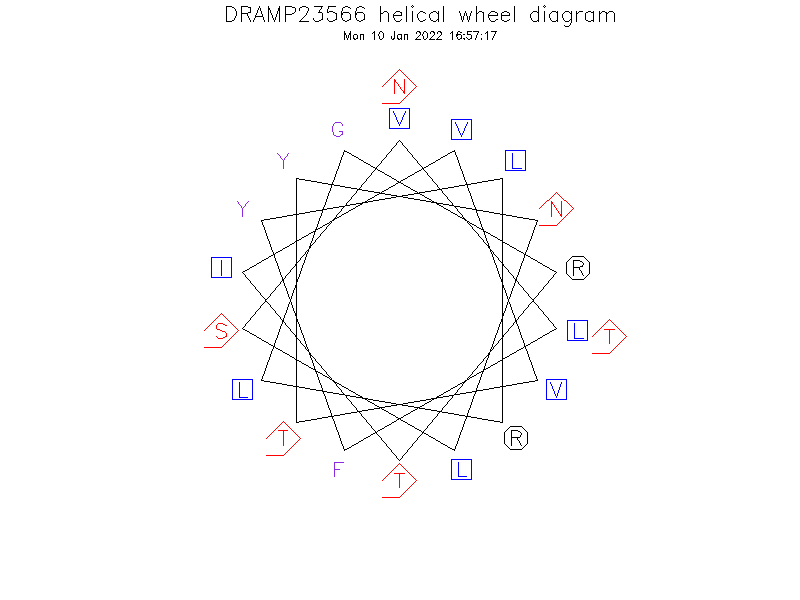 DRAMP23566 helical wheel diagram
Mon 10 Jan 2022 16:57:17
N
G V V
Y L
Y N
I R
S L T
L V
T R
F T L